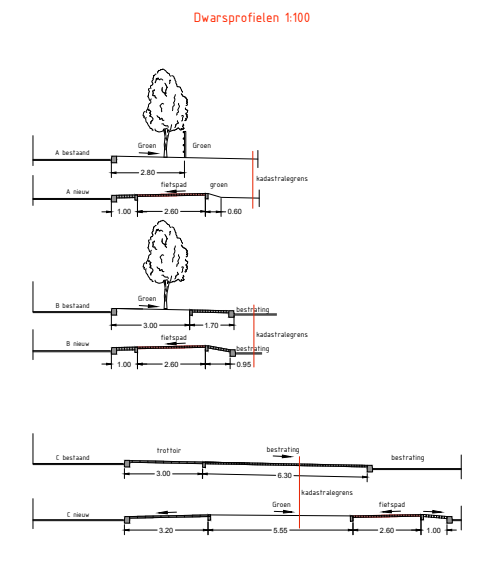 Dwarsprofielen 1:100
Groen
Groen
A bestaand
2.80
kadastralegrens
A nieuw
fietspad
groen
1.00
2.60
0.60
Groen
B bestaand
bestrating
3.00
1.70
kadastralegrens
B nieuw
fietspad
bestrating
1.00
2.60
0.95
C bestaand
trottoir
bestrating
bestrating
3.00
6.30
kadastralegrens
C nieuw
Groen
fietspad
3.20
5.55
2.60
1.00